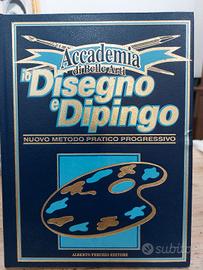 Accademia
di Belle Arti
io Disegno
e Dipingo
NUOVO METODO PRATICO PROGRESSIVO
ALBERTO PERUZZO EDITORE
subito